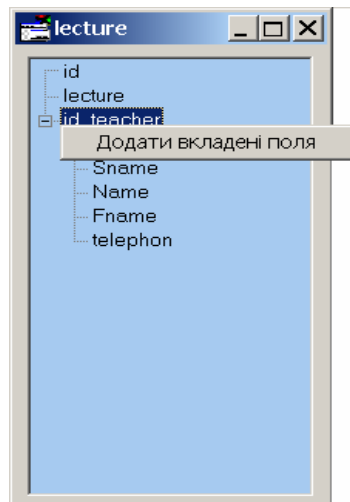 lecture
id
lecture
id_teacher
Додати вкладені поля
Sname
Name
Fname
telephon